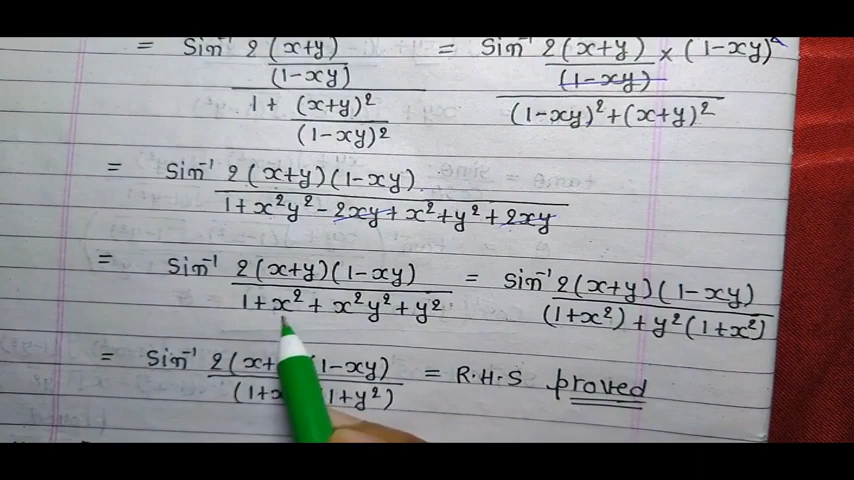 = Sin⁻¹ 2(x+y)/(1-xy) / 1 + (x+y)²/(1-xy)² = Sin⁻¹ 2(x+y)/(1-xy) × (1-xy)² / (1-xy)²+(x+y)²
= Sin⁻¹ 2(x+y)(1-xy) / 1+x²y²-2xy+x²+y²+2xy
= Sin⁻¹ 2(x+y)(1-xy) / 1+x²+x²y²+y² = Sin⁻¹ 2(x+y)(1-xy) / (1+x²)+y²(1+x²)
= Sin⁻¹ 2(x+ (1-xy) / (1+x 1+y²) = R.H.S proved